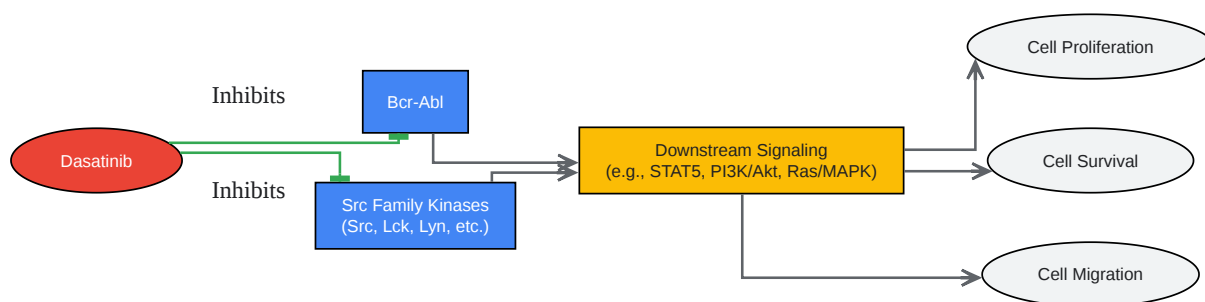 Cell Proliferation
Inhibits
Bcr-Abl
Dasatinib
Downstream Signaling
(e.g., STAT5, PI3K/Akt, Ras/MAPK)
Cell Survival
Inhibits
Src Family Kinases
(Src, Lck, Lyn, etc.)
Cell Migration